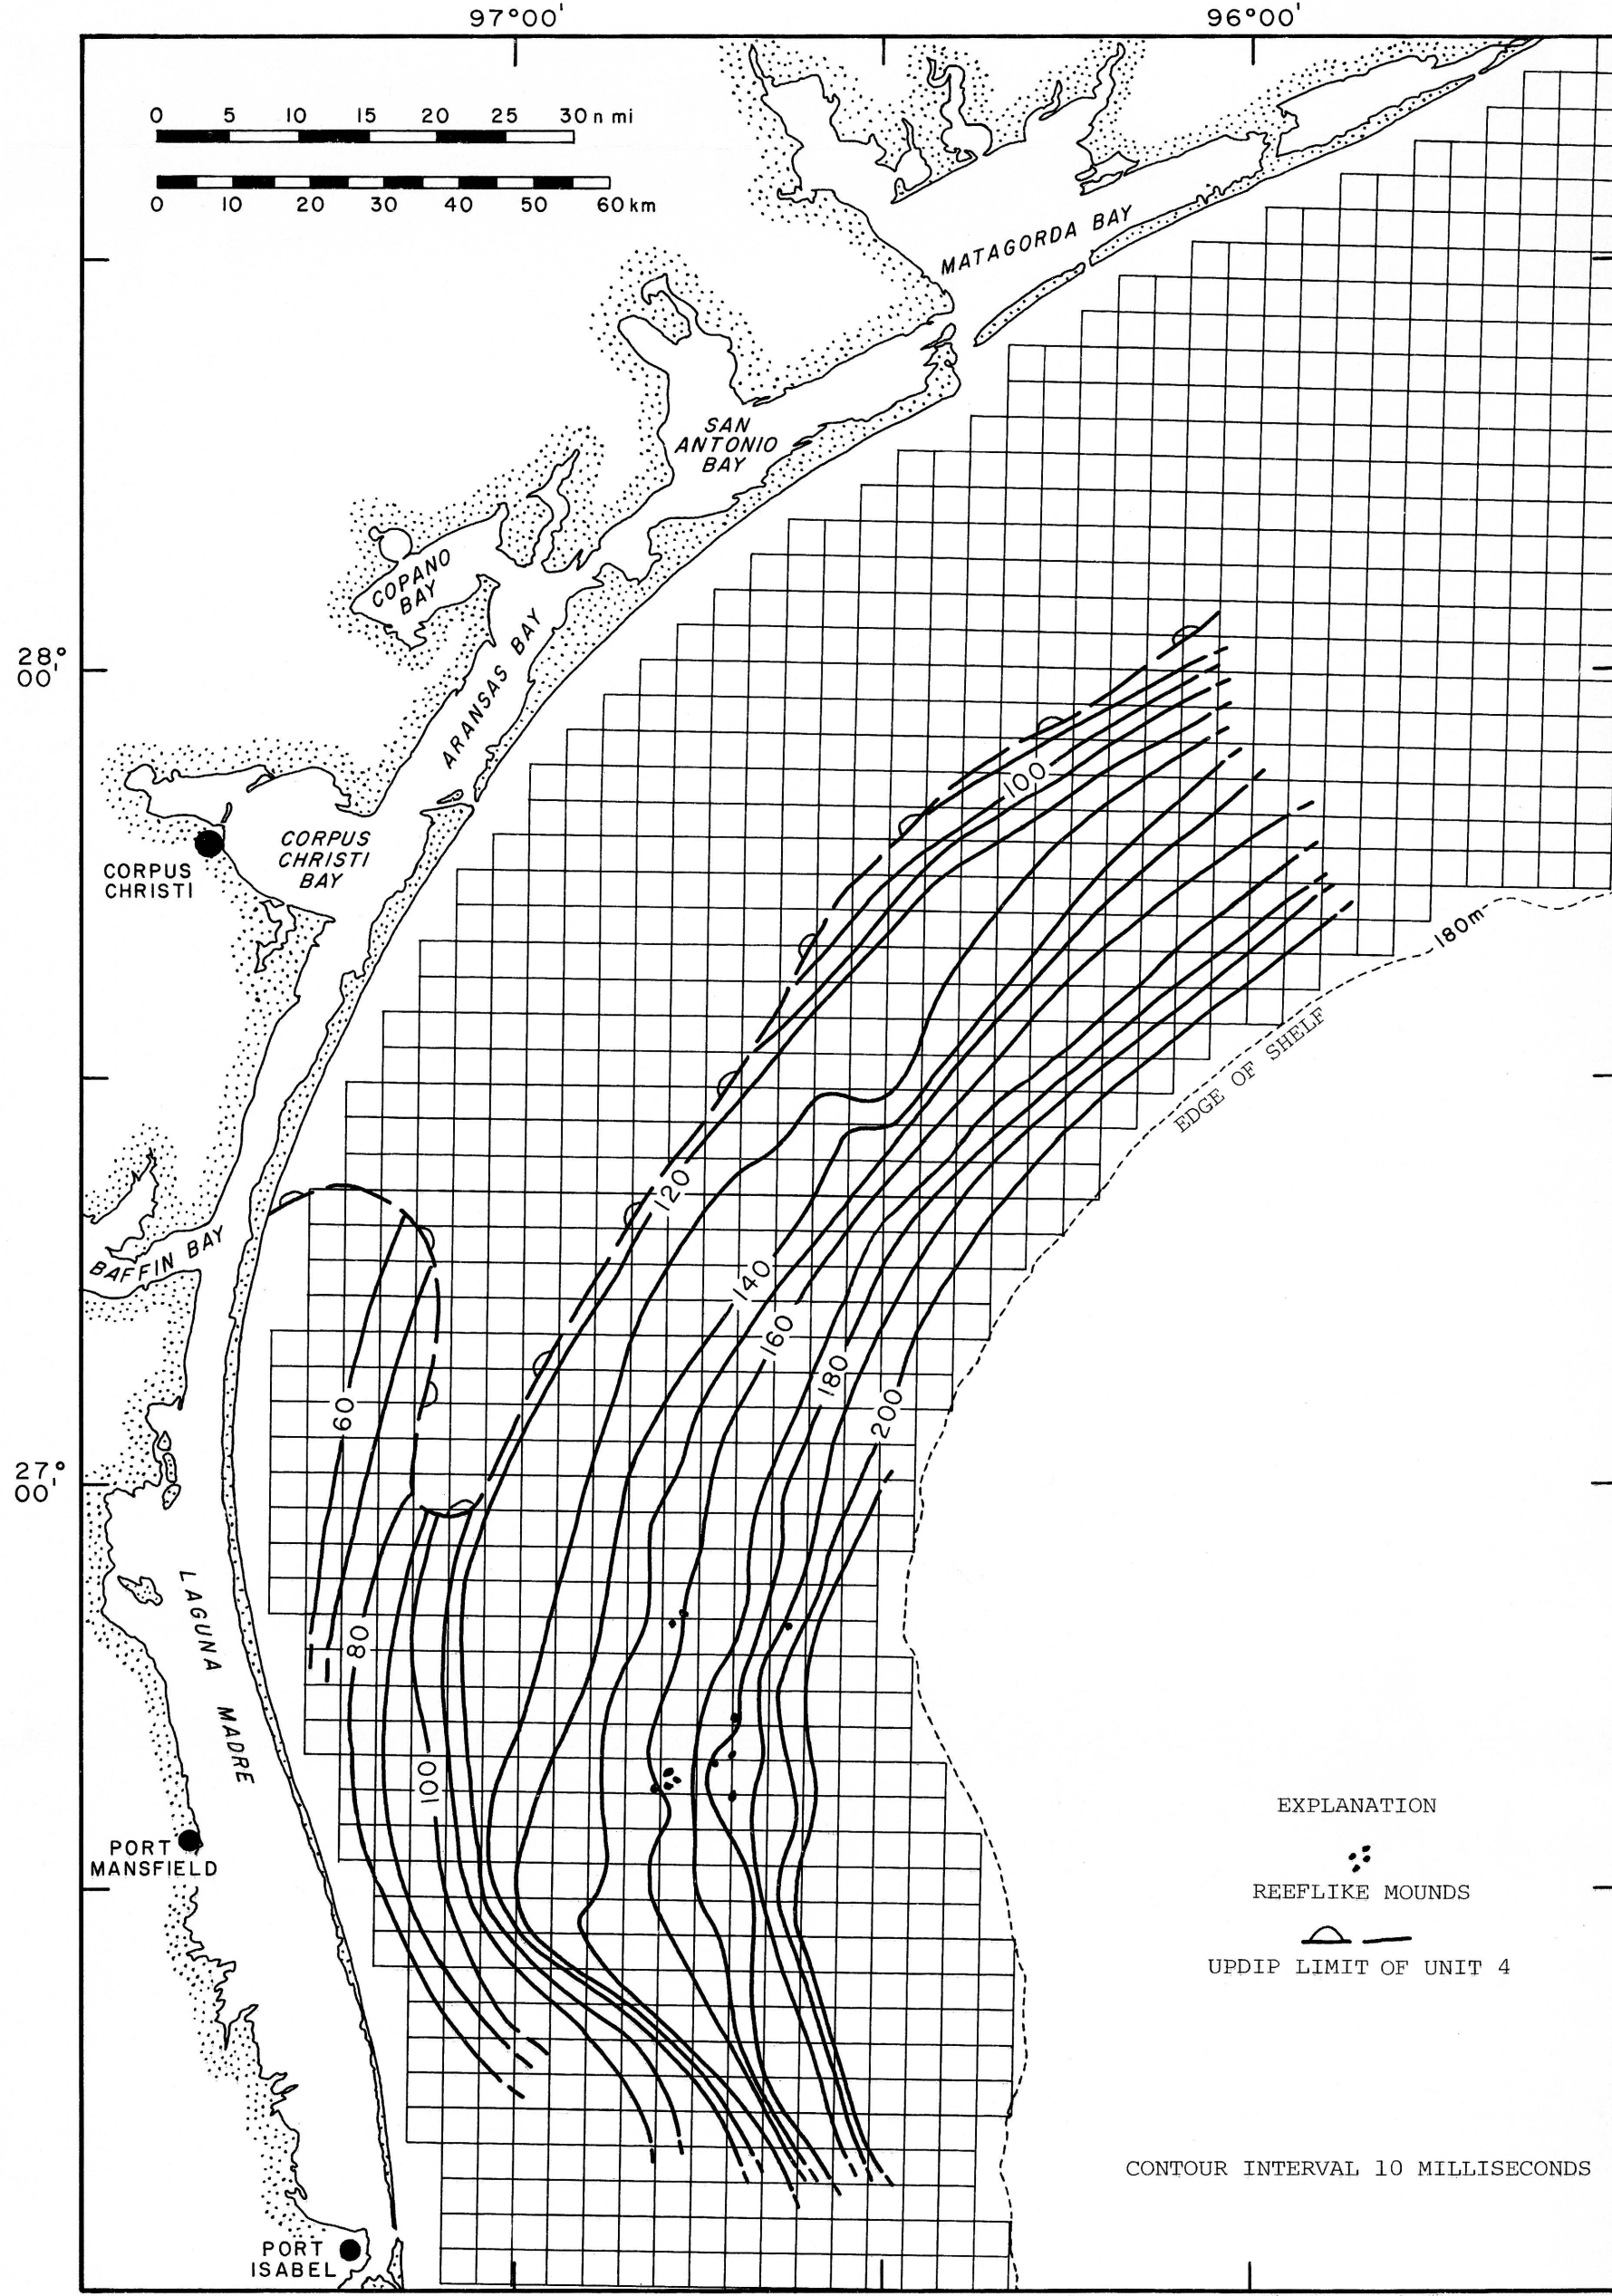 97°00'
96°00'
0 5 10 15 20 25 30 n mi
0 10 20 30 40 50 60 km
MATAGORDA BAY
SAN
ANTONIO
BAY
COPANO
BAY
ARANSAS BAY
28°
00'
100
CORPUS
CHRISTI
BAY
CORPUS
CHRISTI
180m
EDGE OF SHELF
120
BAFFIN BAY
140
160
180
200
60
27°
00'
LAGUNA MADRE
80
100
PORT
MANSFIELD
EXPLANATION
REEFLIKE MOUNDS
UPDIP LIMIT OF UNIT 4
CONTOUR INTERVAL 10 MILLISECONDS
PORT
ISABEL